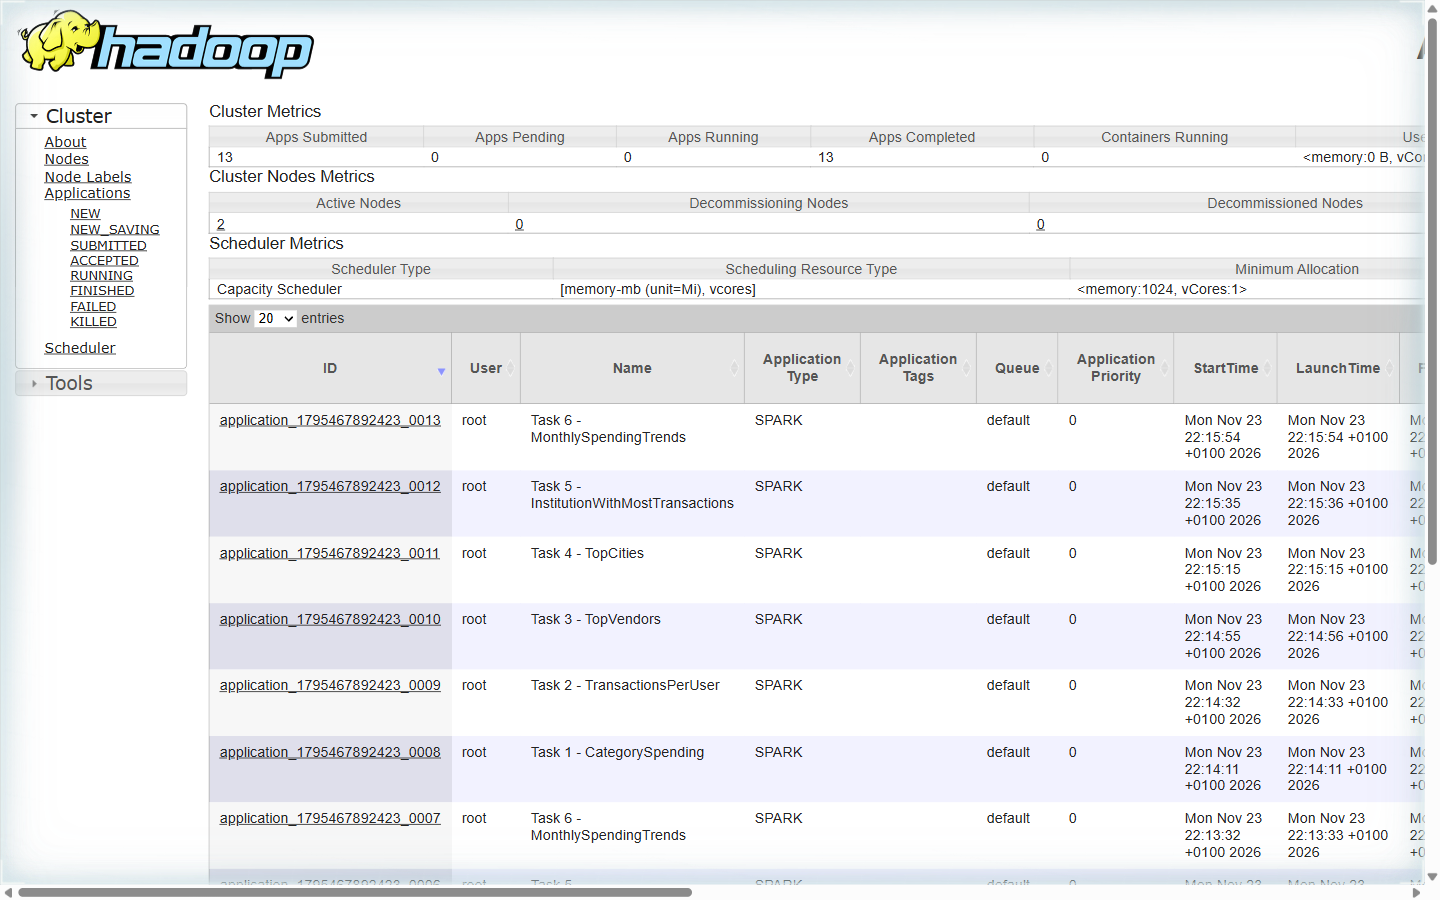 hadoop
Cluster
About
Nodes
Node Labels
Applications
NEW
NEW_SAVING
SUBMITTED
ACCEPTED
RUNNING
FINISHED
FAILED
KILLED
Scheduler
Tools
Cluster Metrics
Apps Submitted Apps Pending Apps Running Apps Completed Containers Running
13 0 0 13 0 <memory:0 B,
Cluster Nodes Metrics
Active Nodes Decommissioning Nodes Decommissioned Nodes
2 0 0
Scheduler Metrics
Scheduler Type Scheduling Resource Type Minimum Allocation
Capacity Scheduler [memory-mb (unit=Mi), vcores] <memory:1024, vCores:1>
Show 20 entries
ID User Name Application Type Application Tags Queue Application Priority StartTime LaunchTime
application_1795467892423_0013 root Task 6 - SPARK default 0 Mon Nov 23 Mon Nov 23
MonthlySpendingTrends 22:15:54 22:15:54 +0100
+0100 2026 2026
application_1795467892423_0012 root Task 5 - SPARK default 0 Mon Nov 23 Mon Nov 23
InstitutionWithMostTransactions 22:15:35 22:15:36 +0100
+0100 2026 2026
application_1795467892423_0011 root Task 4 - TopCities SPARK default 0 Mon Nov 23 Mon Nov 23
22:15:15 22:15:15 +0100
+0100 2026 2026
application_1795467892423_0010 root Task 3 - TopVendors SPARK default 0 Mon Nov 23 Mon Nov 23
22:14:55 22:14:56 +0100
+0100 2026 2026
application_1795467892423_0009 root Task 2 - TransactionsPerUser SPARK default 0 Mon Nov 23 Mon Nov 23
22:14:32 22:14:33 +0100
+0100 2026 2026
application_1795467892423_0008 root Task 1 - CategorySpending SPARK default 0 Mon Nov 23 Mon Nov 23
22:14:11 22:14:11 +0100
+0100 2026 2026
application_1795467892423_0007 root Task 6 - SPARK default 0 Mon Nov 23 Mon Nov 23
MonthlySpendingTrends 22:13:32 22:13:33 +0100
+0100 2026 2026